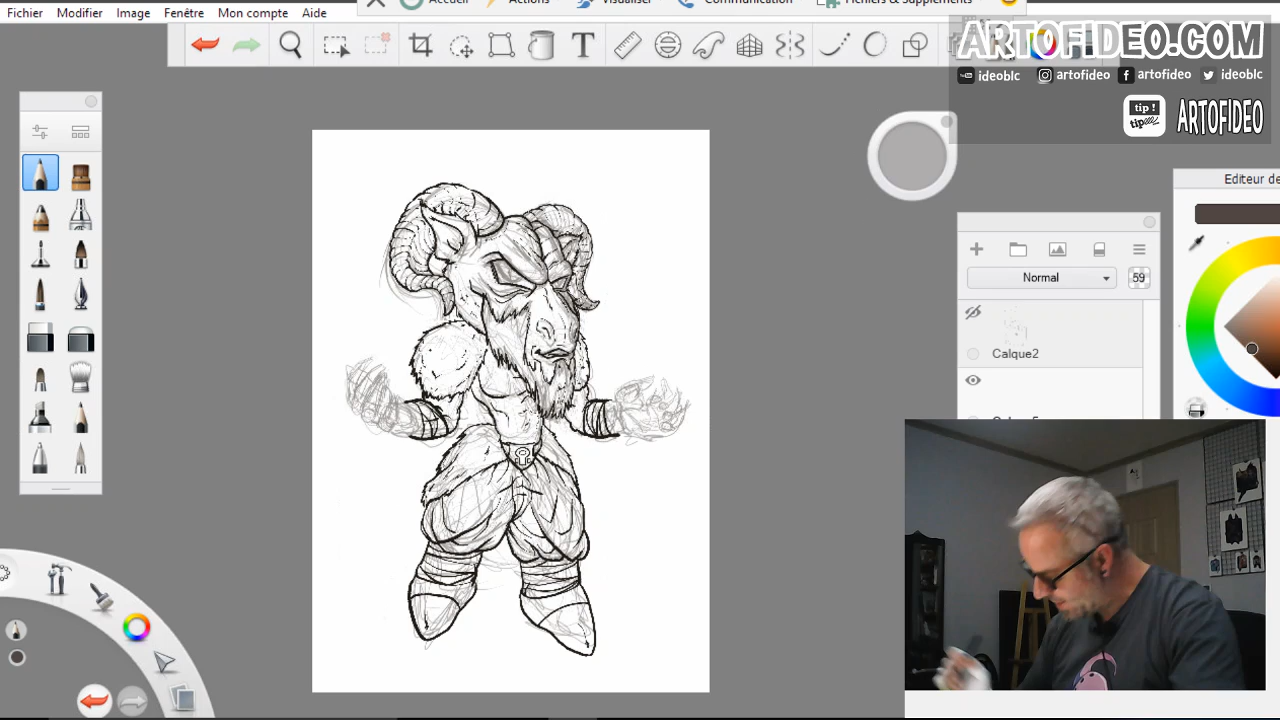 Accueil Actions Visualiser Communication Fichiers & Suppléments
Fichier Modifier Image Fenêtre Mon compte Aide
ARTOFIDEO.COM
ideoblc artofideo artofideo ideoblc
tip!
tip
ARTOFIDEO
Editeur de
Normal 59
Calque2